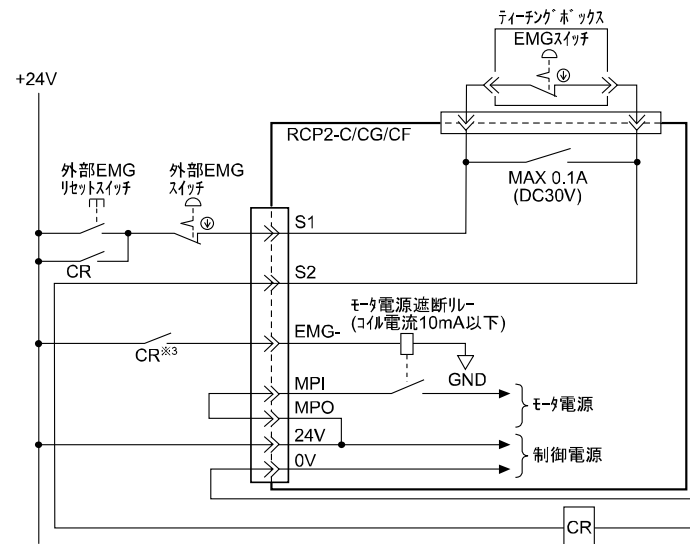 ティーチングボックス
EMGスイッチ
+24V
RCP2-C/CG/CF
外部EMG
リセットスイッチ
外部EMG
スイッチ
MAX 0.1A
(DC30V)
S1
CR
S2
モータ電源遮断リレー
(コイル電流10mA以下)
EMG-
CR※3
GND
MPI
MPO
モータ電源
24V
制御電源
0V
CR